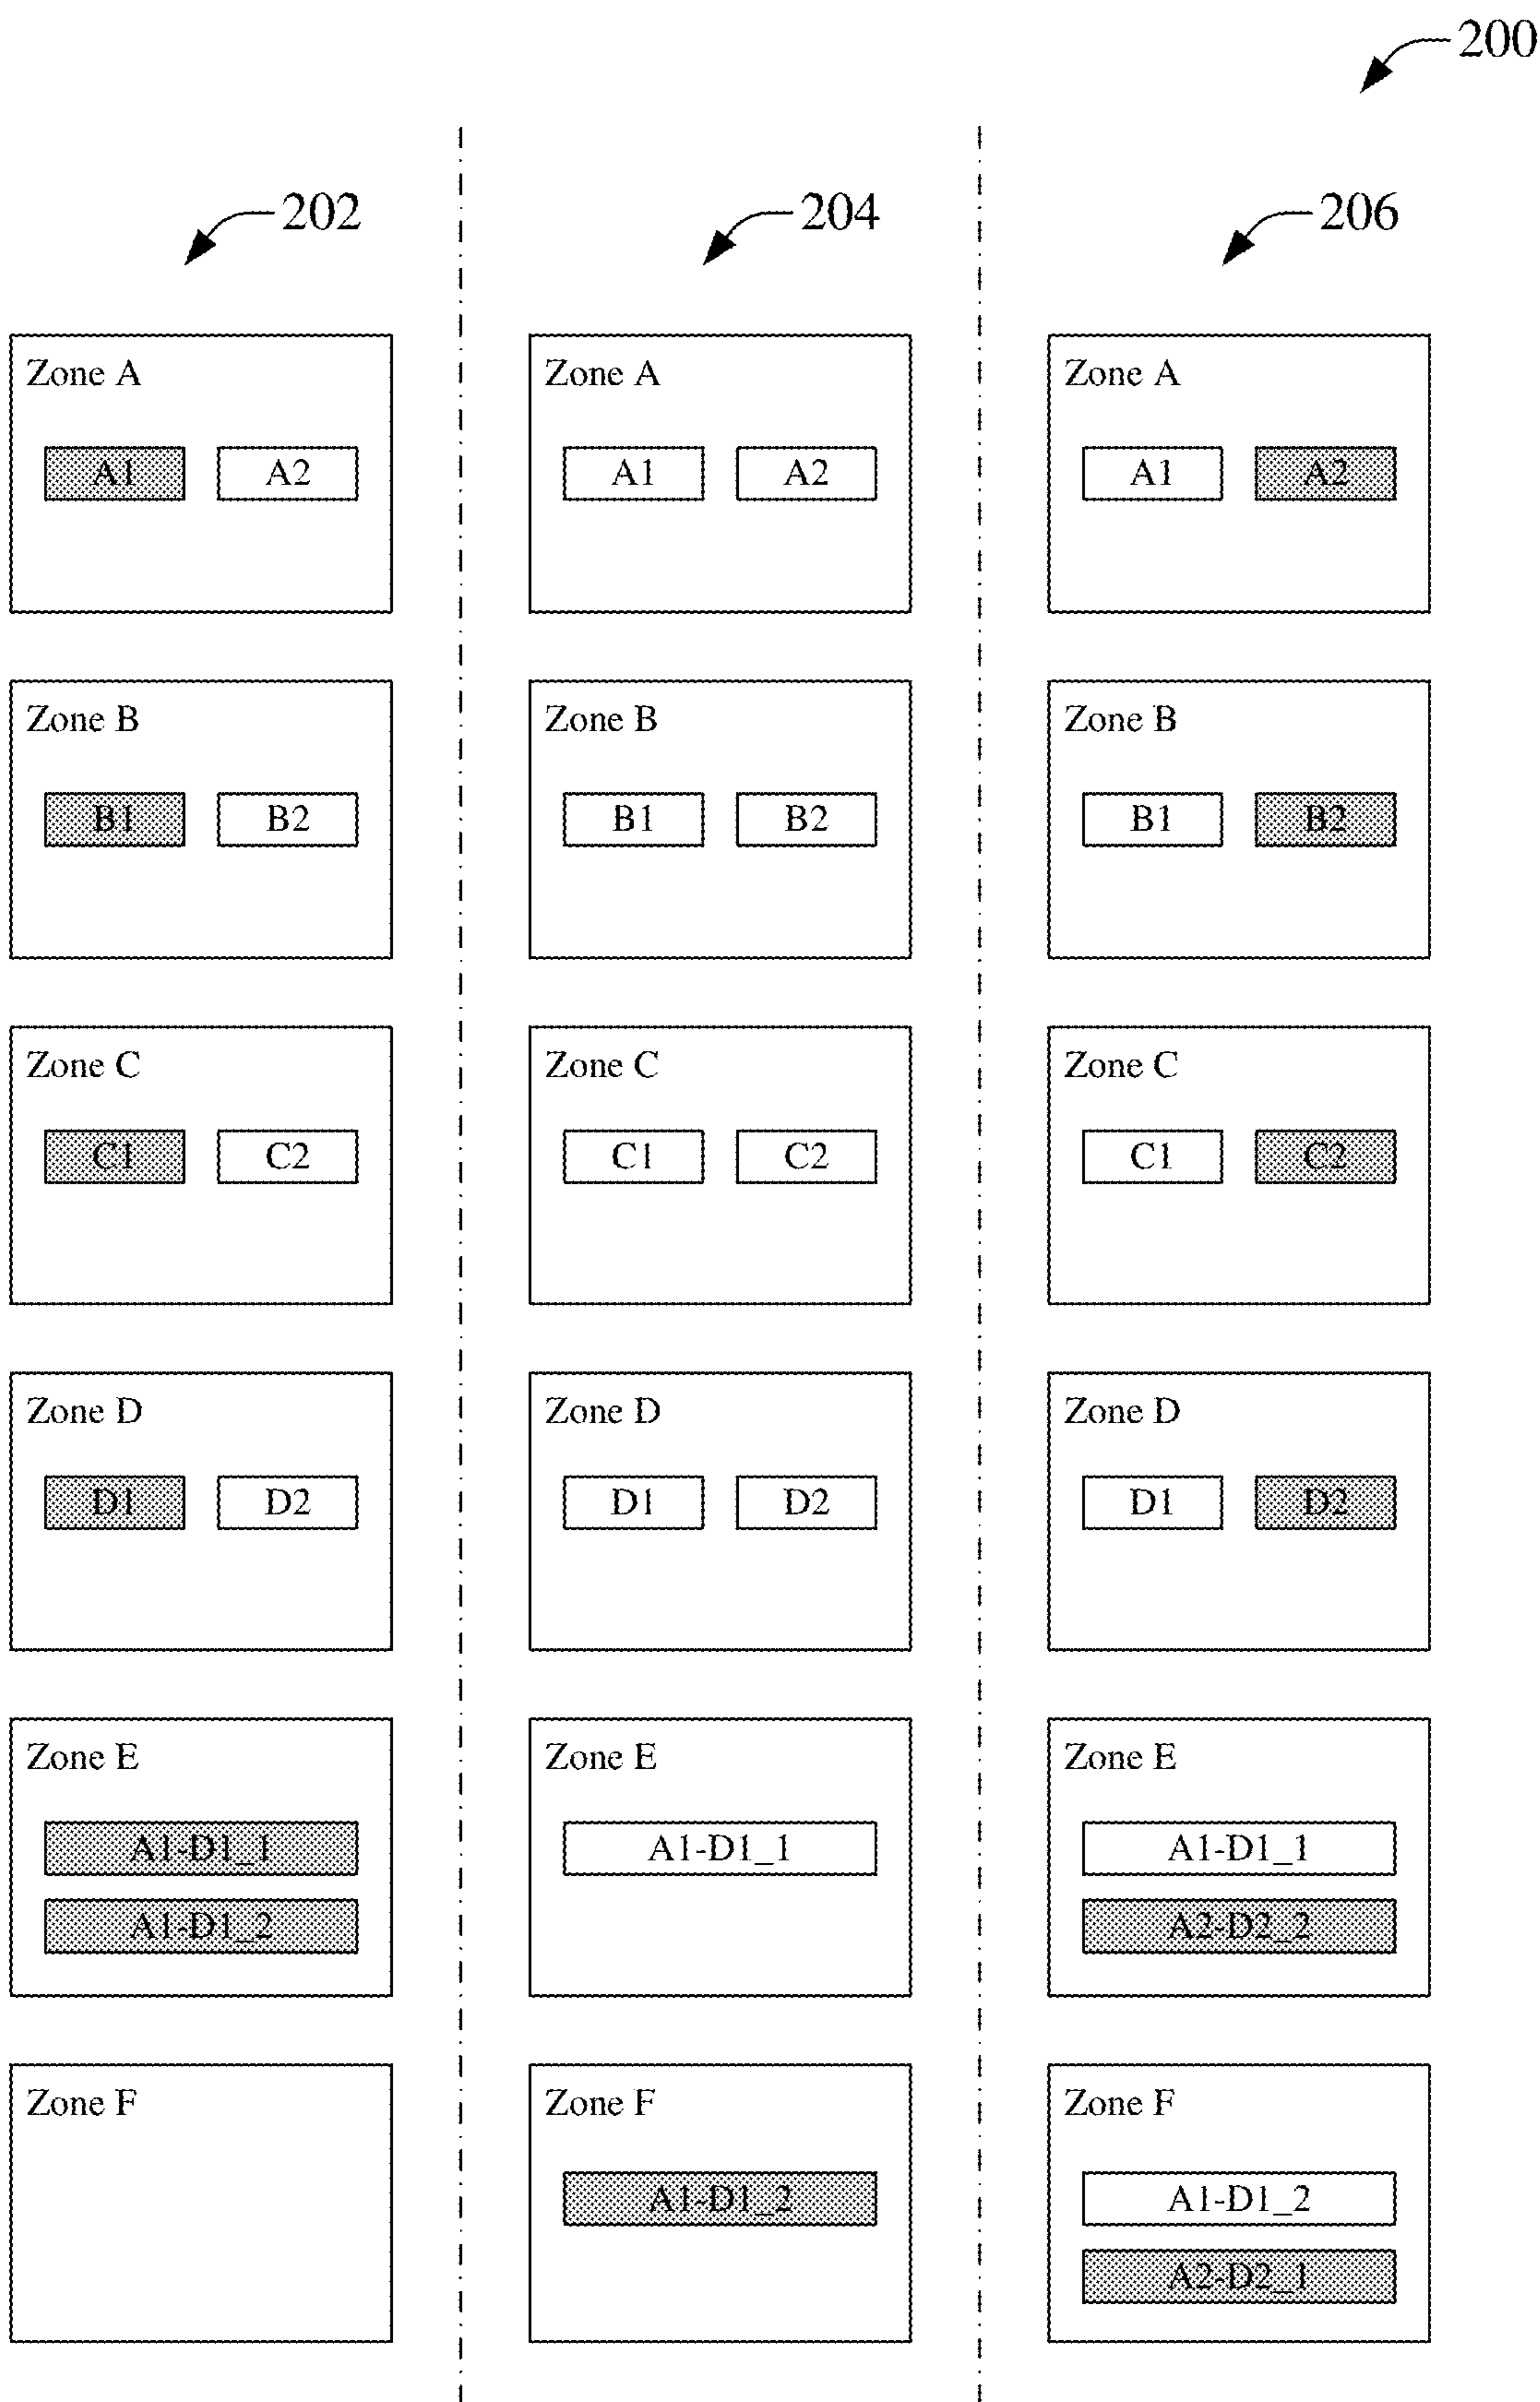 200
202 204 206
Zone A Zone A Zone A
A1 A2 A1 A2 A1 A2
Zone B Zone B Zone B
B1 B2 B1 B2 B1 B2
Zone C Zone C Zone C
C1 C2 C1 C2 C1 C2
Zone D Zone D Zone D
D1 D2 D1 D2 D1 D2
Zone E Zone E Zone E
A1-D1_1 A1-D1_1 A1-D1_1
A1-D1_2 A2-D2_2
Zone F Zone F Zone F
A1-D1_2 A1-D1_2
A2-D2_1